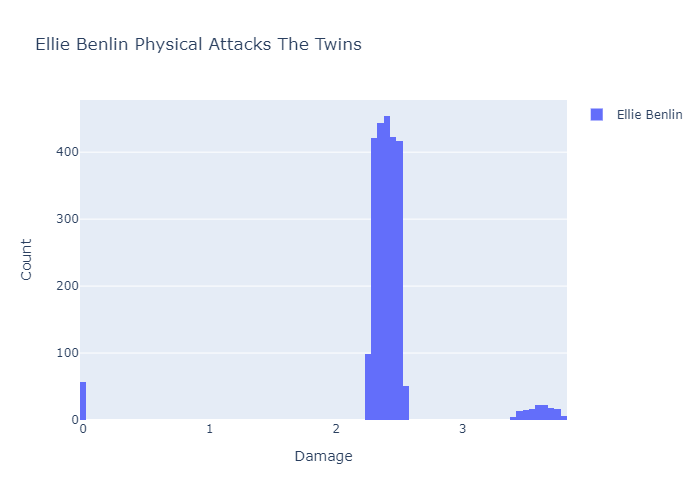 Ellie Benlin Physical Attacks The Twins
Ellie Benlin
400
300
200
100
0
Count
0 1 2 3
Damage